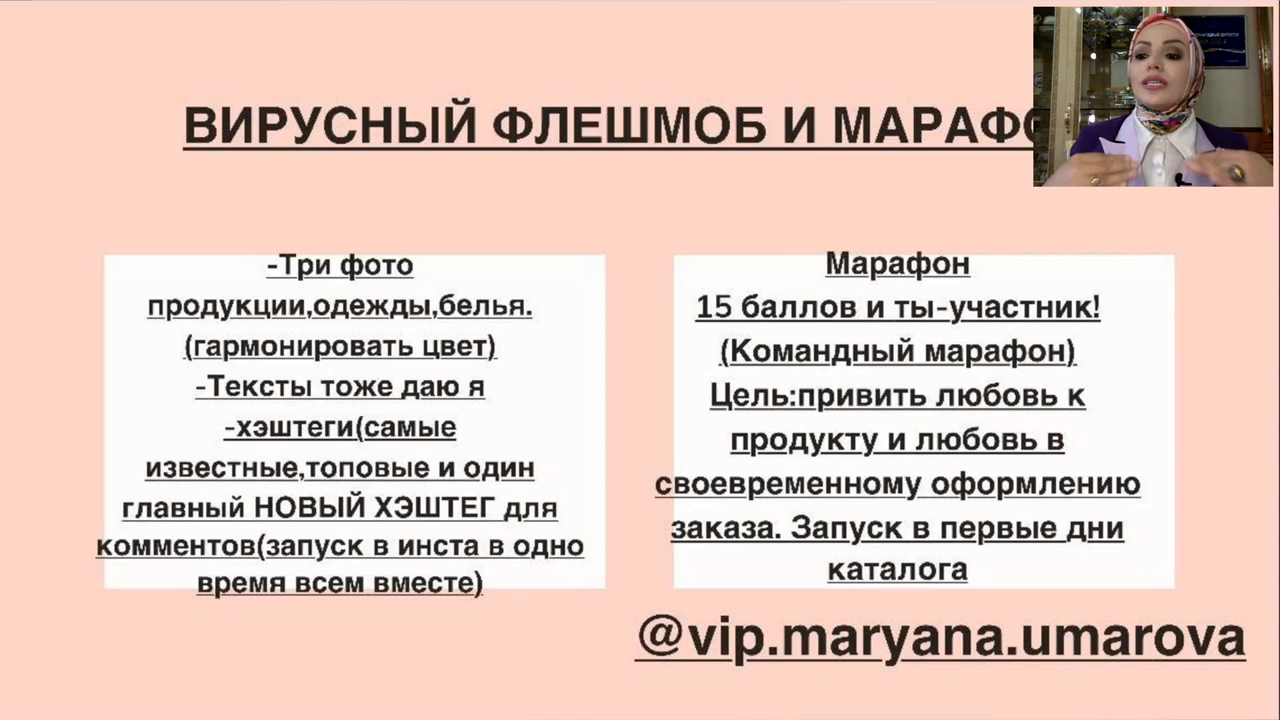 ВИРУСНЫЙ ФЛЕШМОБ И
-Три фото
продукции,одежды,белья.
(гармонировать цвет)
-Тексты тоже даю я
-хэштеги(самые
известные,топовые и один
главный НОВЫЙ ХЭШТЕГ для
комментов(запуск в инста в одно
время всем вместе)
Марафон
15 баллов и ты-участник!
(Командный марафон)
Цель:привить любовь к
продукту и любовь в
своевременному оформлению
заказа. Запуск в первые дни
каталога
@vip.maryana.umarova